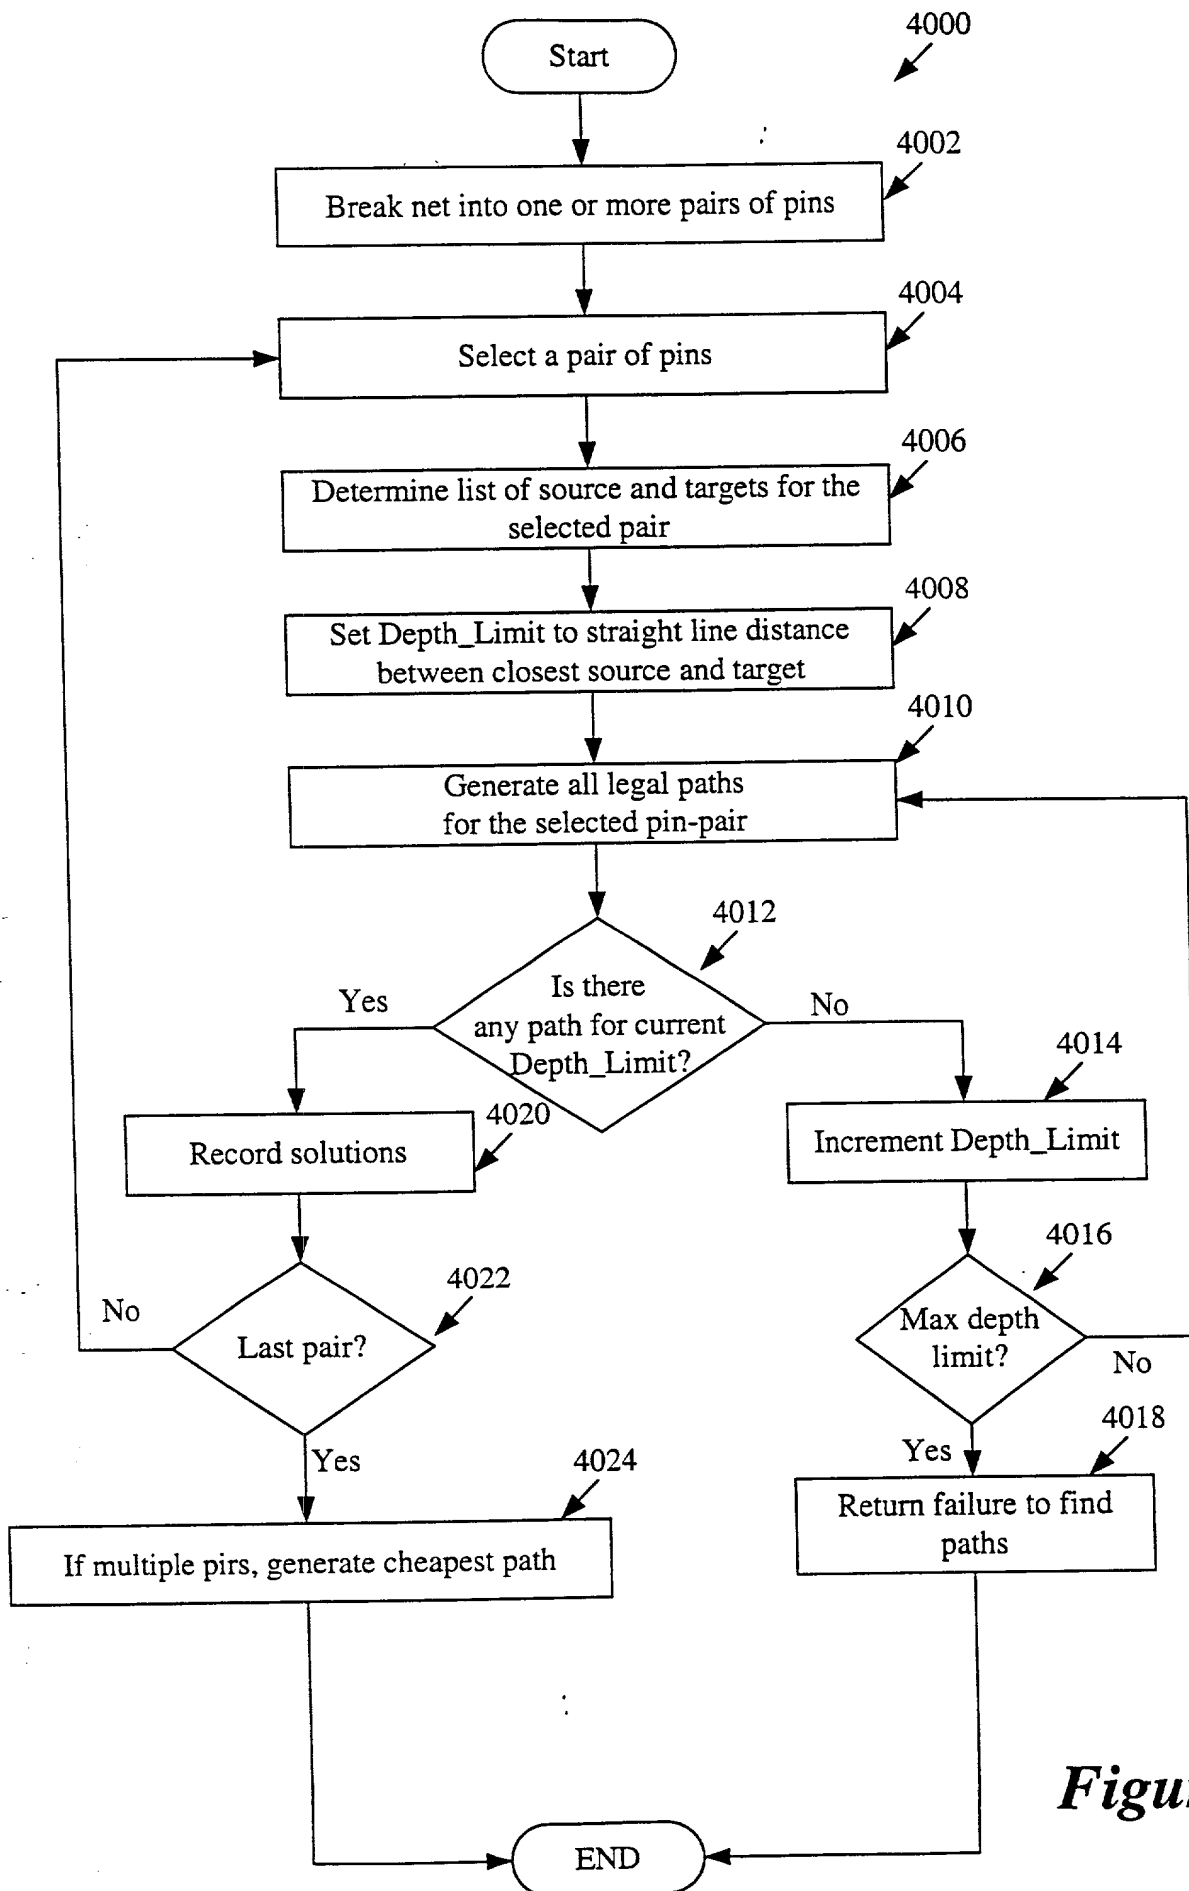 4000
Start
4002
Break net into one or more pairs of pins
4004
Select a pair of pins
4006
Determine list of source and targets for the
selected pair
4008
Set Depth_Limit to straight line distance
between closest source and target
4010
Generate all legal paths
for the selected pin-pair
4012
Is there
any path for current
Depth_Limit?
Yes
No
4014
4020
Record solutions
Increment Depth_Limit
4016
4022
No
Last pair?
Max depth
limit?
No
4018
Yes
Yes
4024
Return failure to find
paths
If multiple pirs, generate cheapest path
END